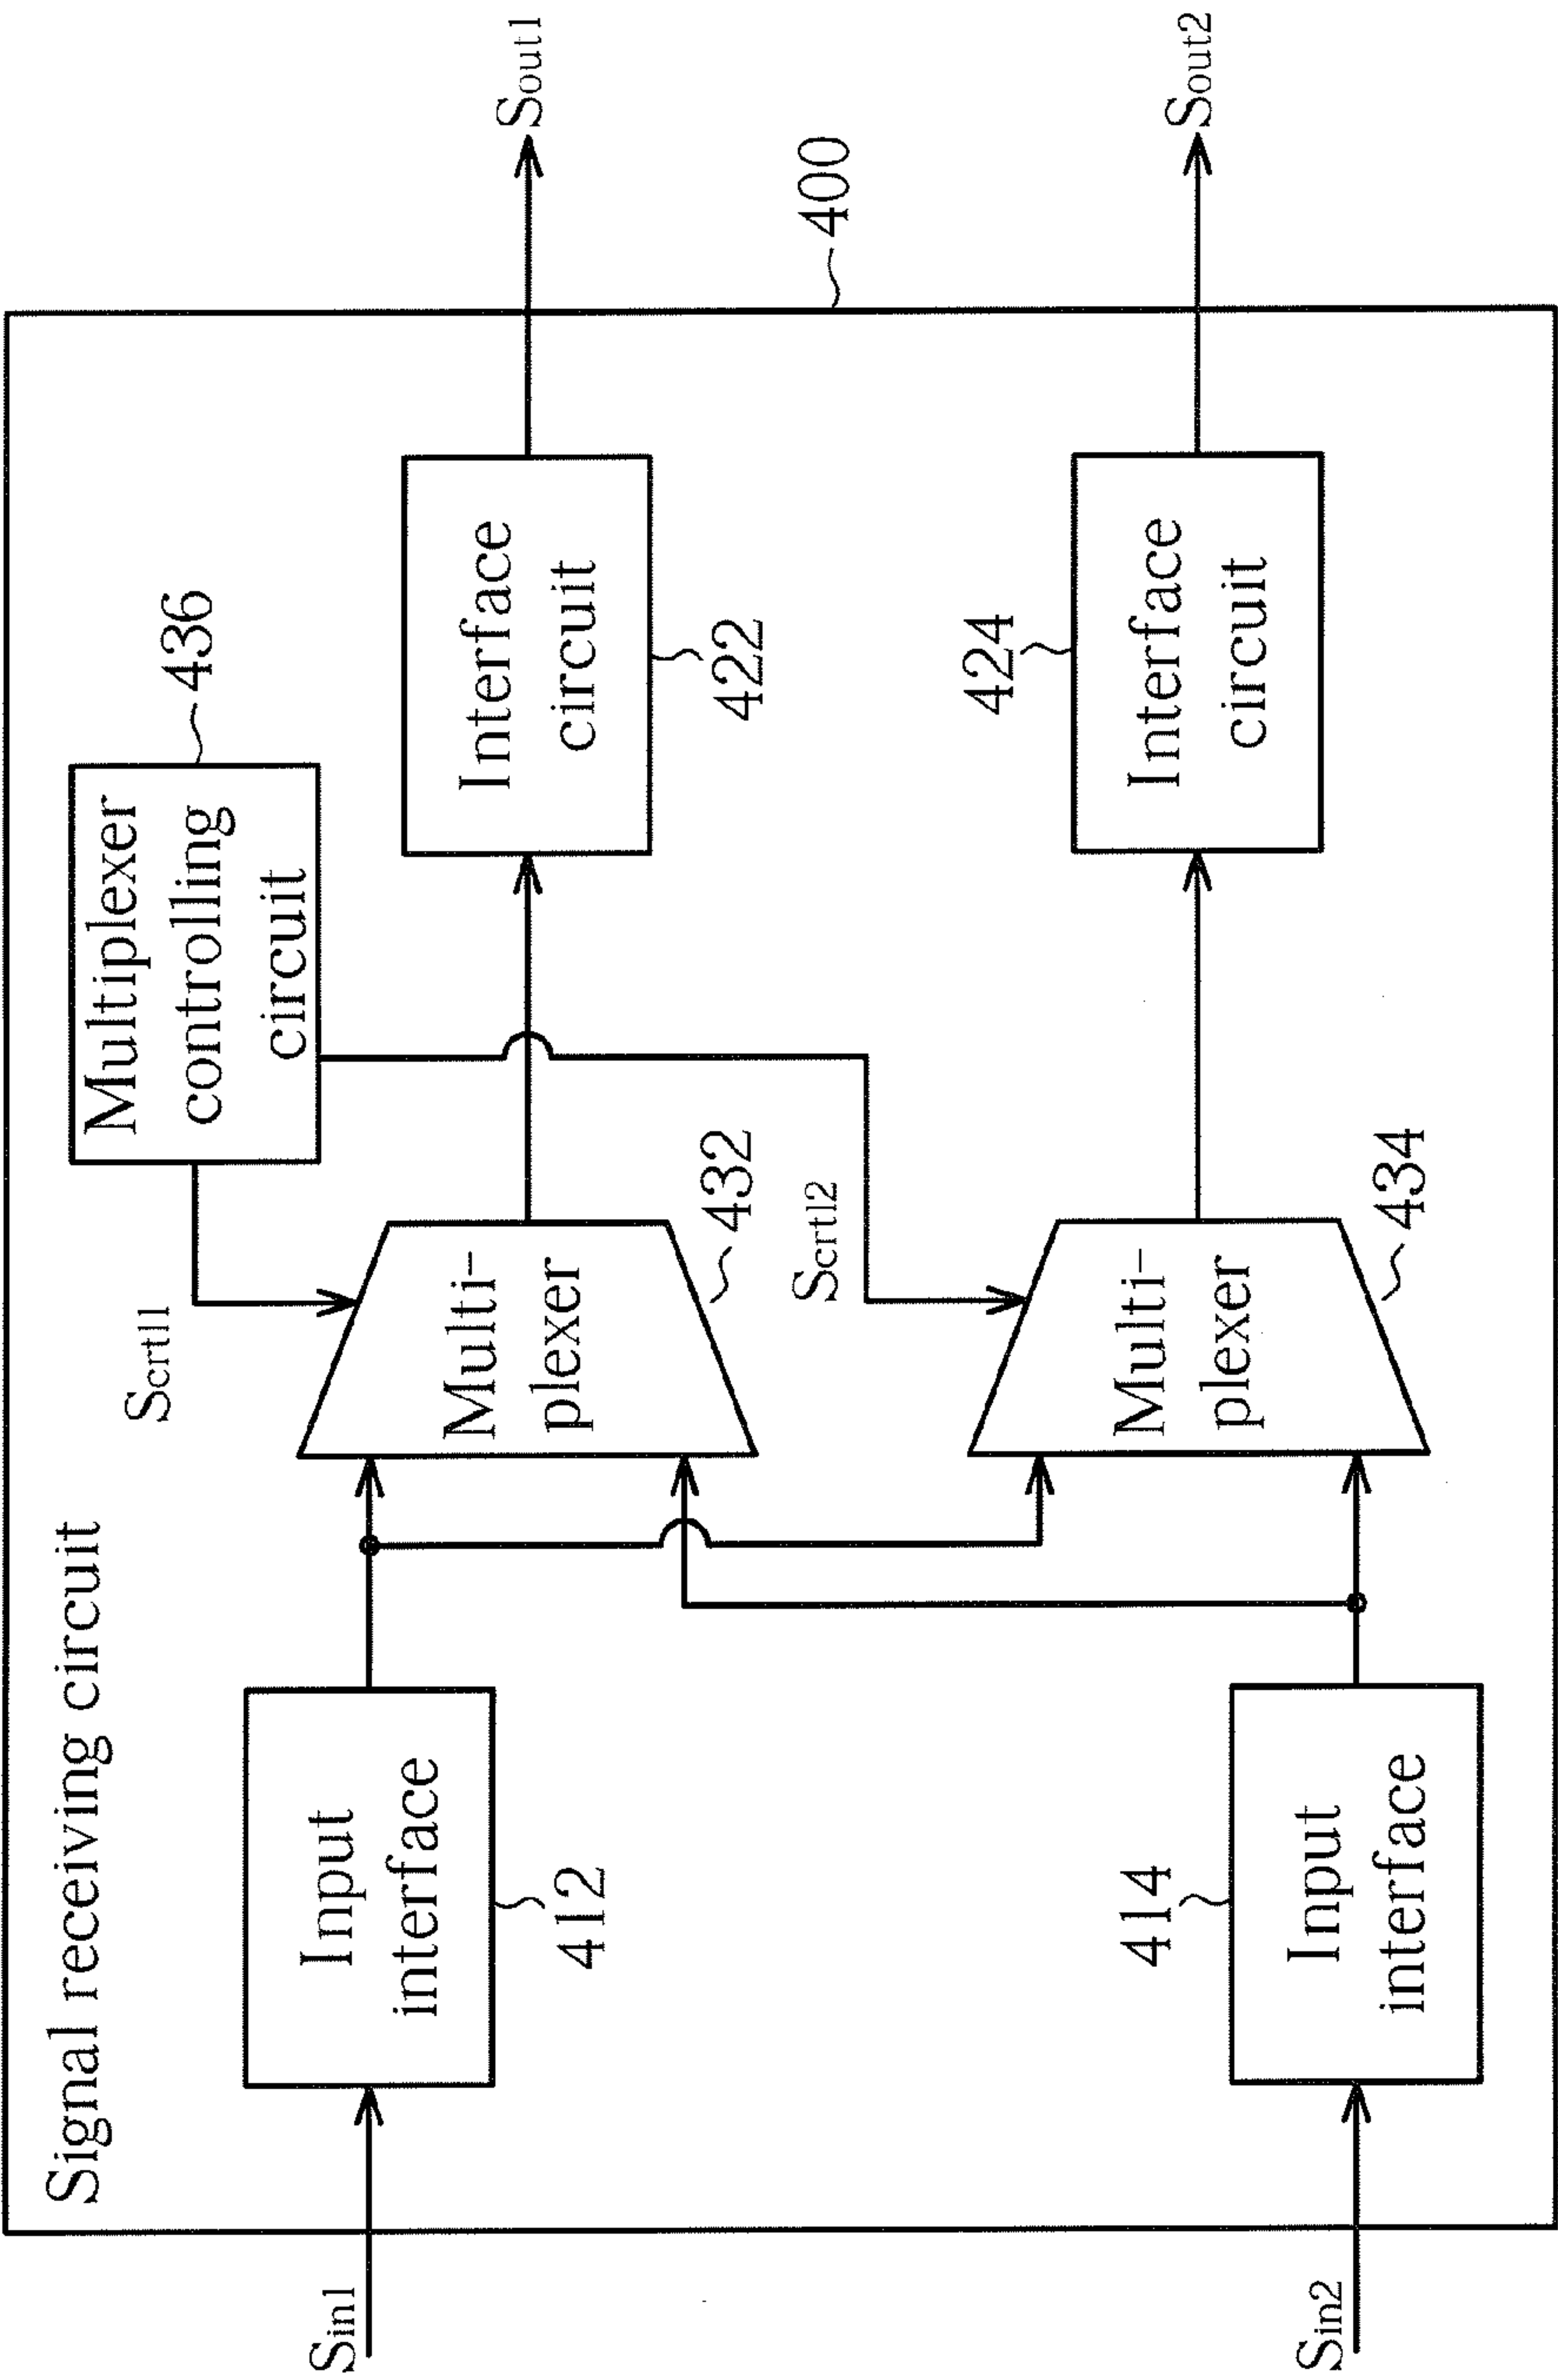 Signal receiving circuit
Multiplexer
controlling
circuit
436
Scrtl1
Sin1
Input
interface
412
Multi-
plexer
432
Interface
circuit
422
Sout1
Scrtl2
400
Sin2
Input
interface
414
Multi-
plexer
434
Interface
circuit
424
Sout2